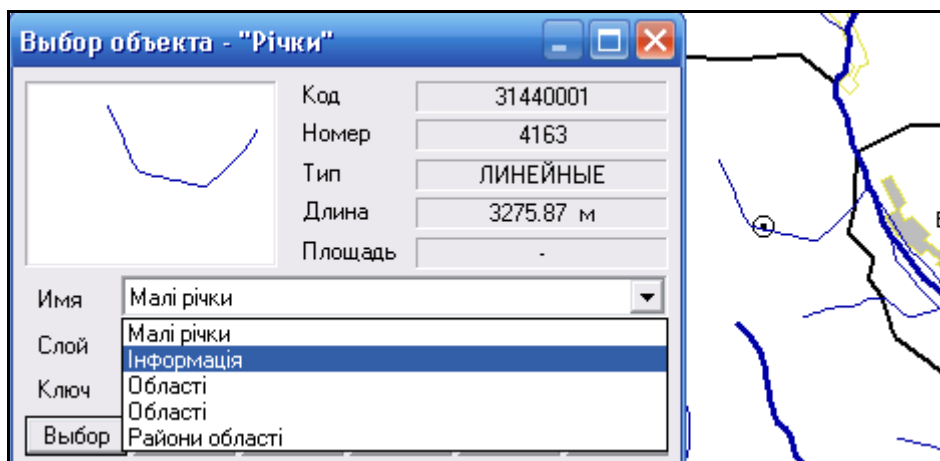 Выбор объекта - "Річки"
Код 31440001
Номер 4163
Тип ЛИНЕЙНЫЕ
Длина 3275.87 м
Площадь -
Имя Малі річки
Слой Малі річки
Інформація
Ключ Області
Області
Выбор Райони області